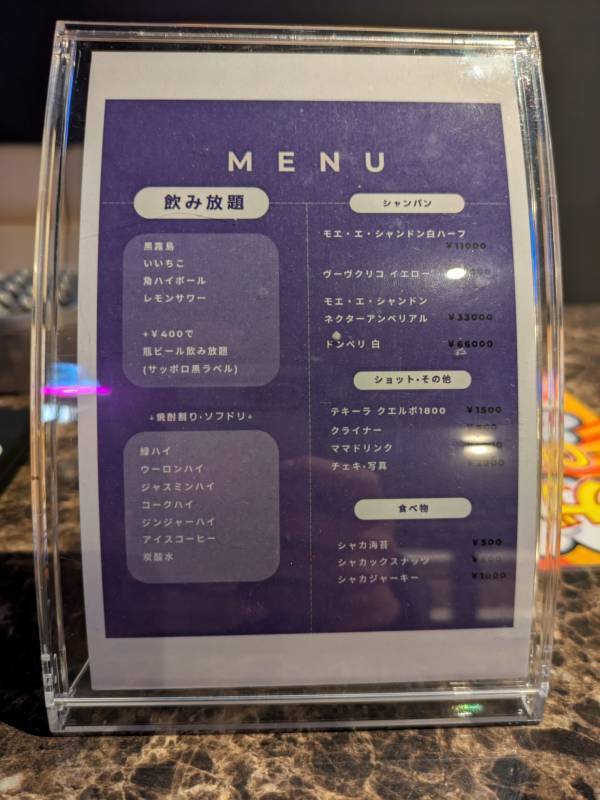 MENU
飲み放題
黒霧島
いいちこ
角ハイボール
レモンサワー
+¥400で
瓶ビール飲み放題
(サッポロ黒ラベル)
焼酎割り・ソフドリ
緑ハイ
ウーロンハイ
ジャスミンハイ
コークハイ
ジンジャーハイ
アイスコーヒー
炭酸水
シャンパン
モエ・エ・シャンドン白ハーフ
¥11000
ヴーヴクリコ イエロー
モエ・エ・シャンドン
ネクターアンペリアル ¥33000
ドンペリ 白 ¥66000
ショット・その他
テキーラ クエルボ1800 ¥1500
クライナー
ママドリンク
チェキ・写真
食べ物
シャカ海苔 ¥500
シャカックスナッツ
シャカジャーキー ¥1000